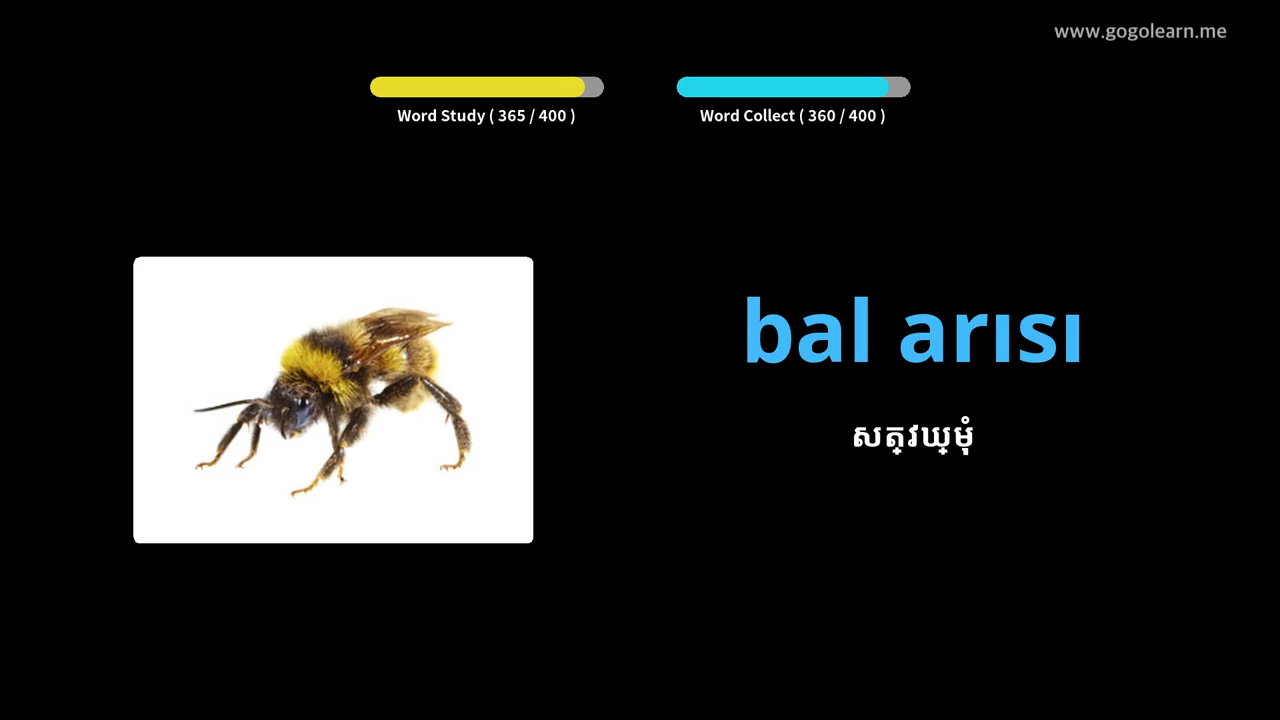 www.gogolearn.me
Word Study ( 365 / 400 )
Word Collect ( 360 / 400 )
bal arısı
សត្វឃ្មុំ